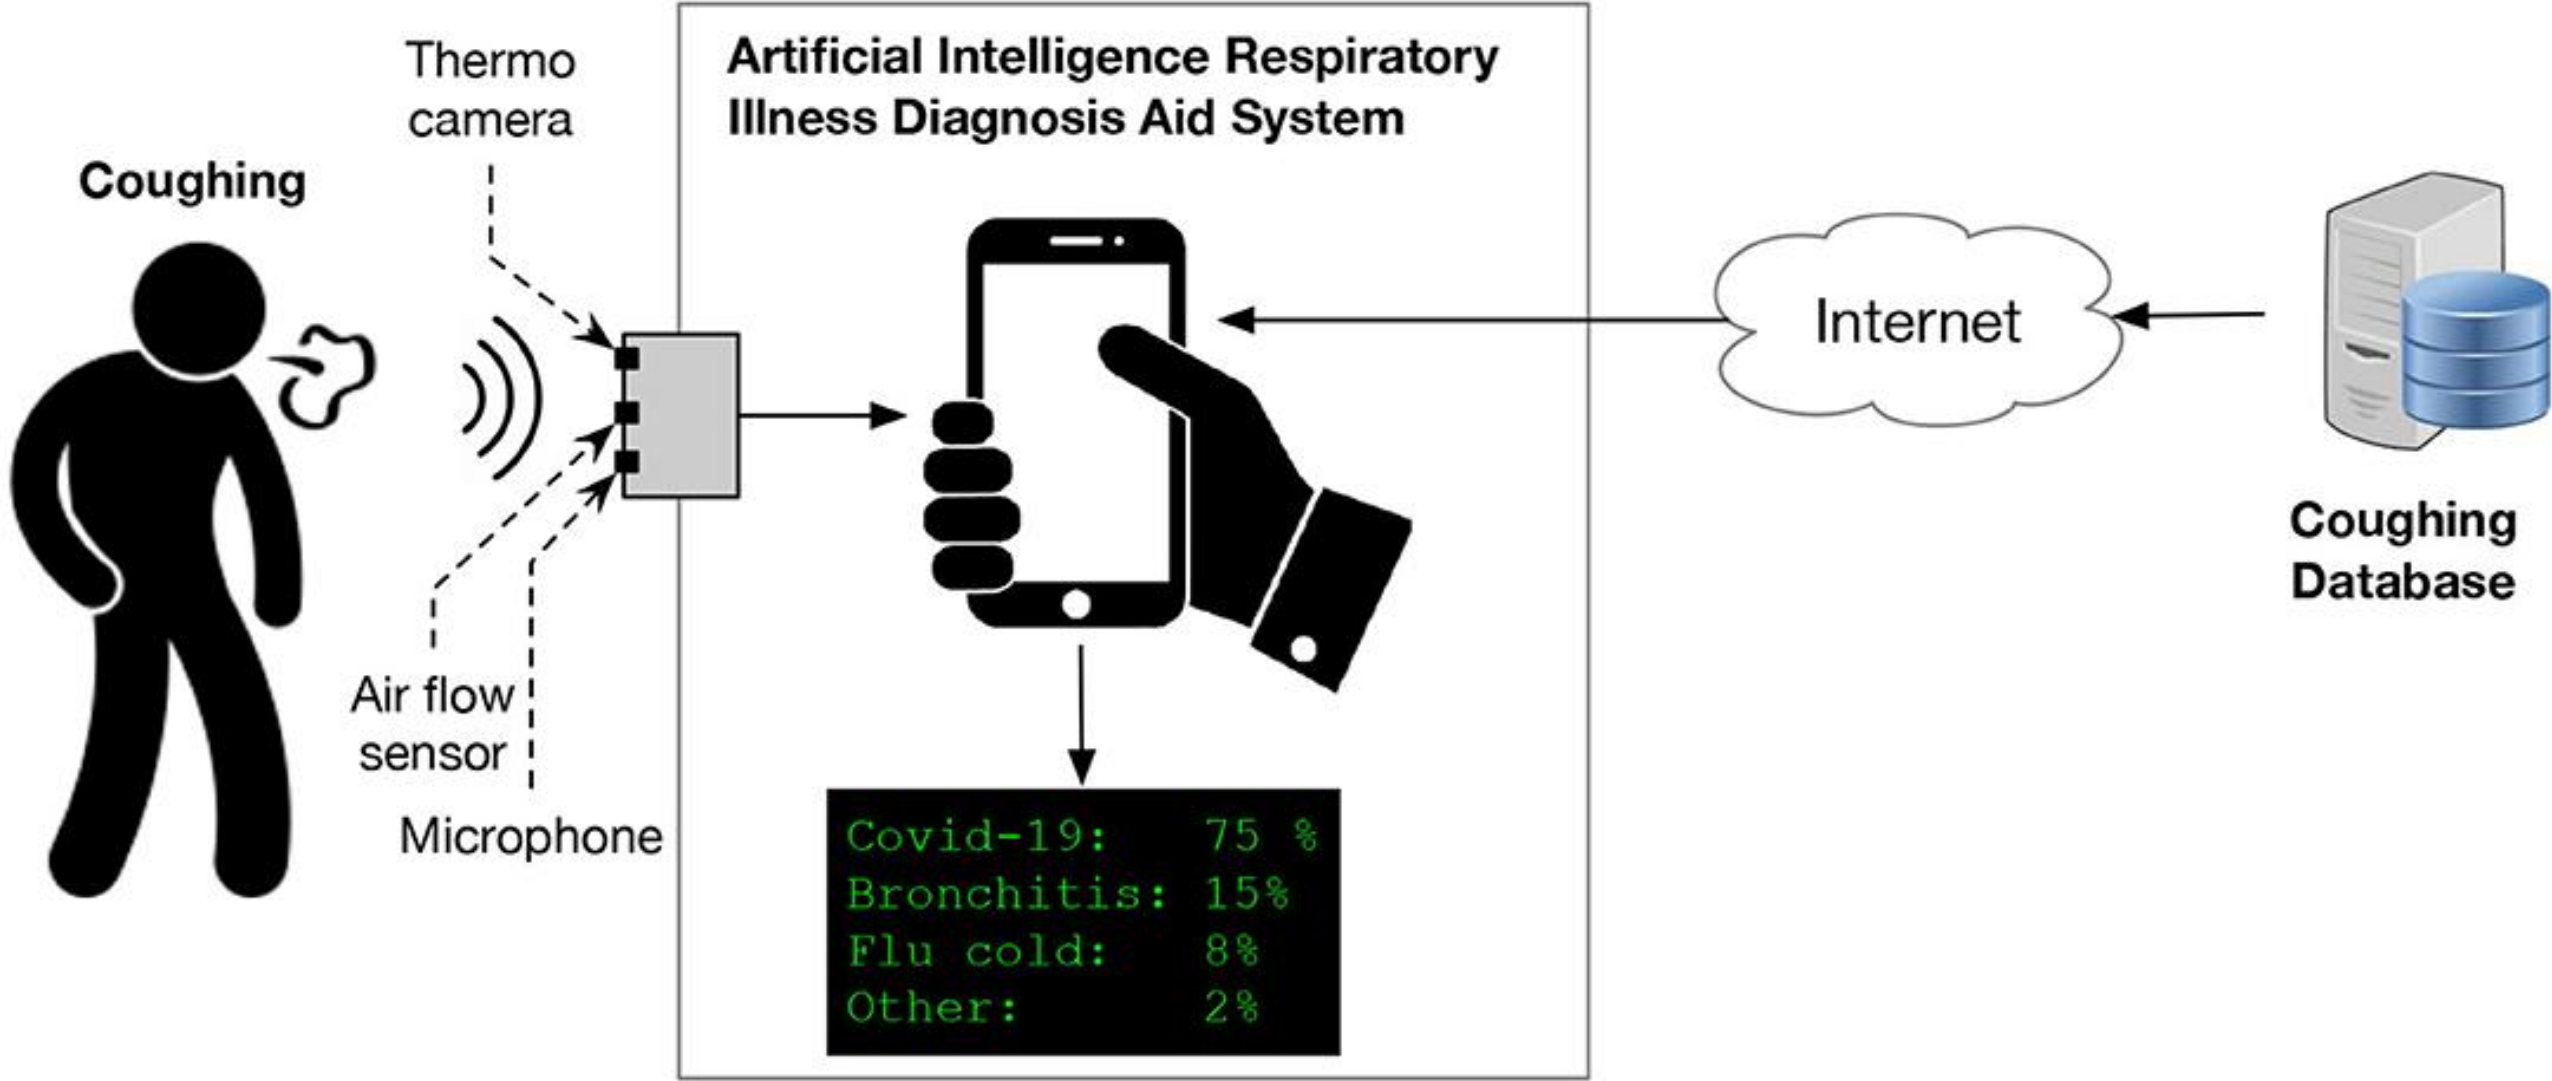 Thermo
camera
Artificial Intelligence Respiratory
Illness Diagnosis Aid System
Coughing
Internet
Coughing
Database
Air flow
sensor
Microphone
Covid-19: 75 %
Bronchitis: 15%
Flu cold: 8%
Other: 2%